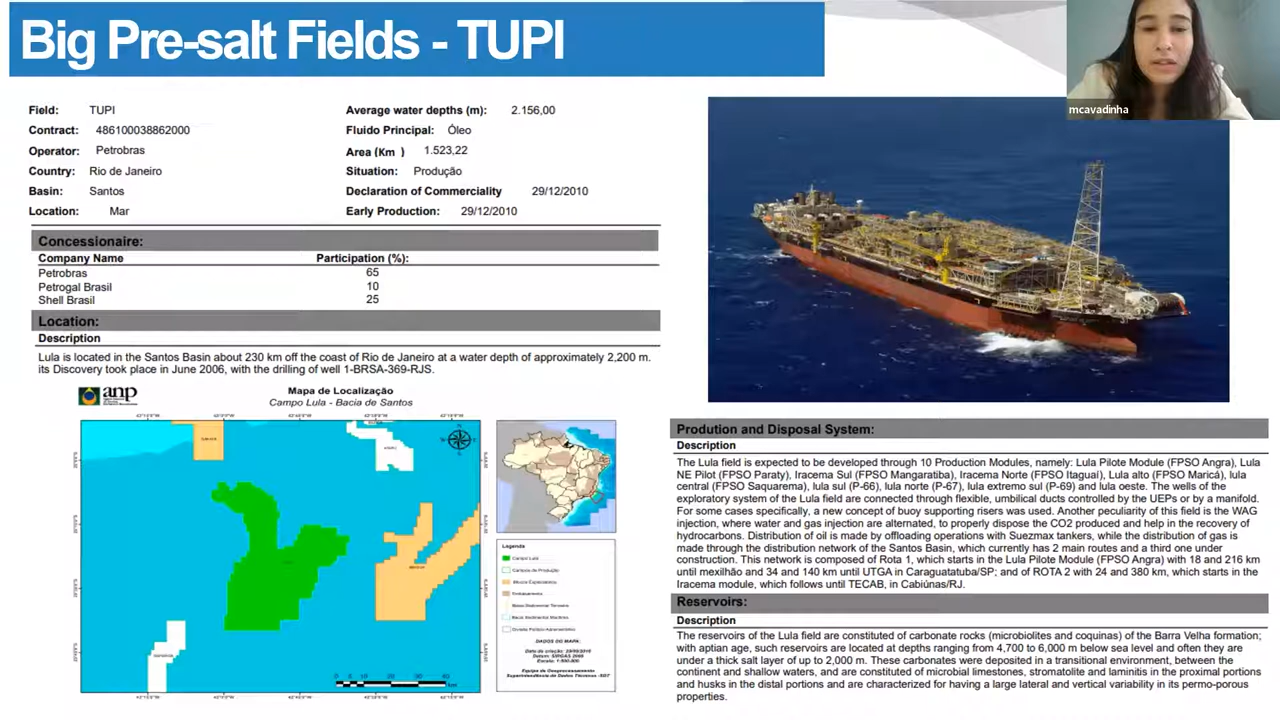 Big Pre-salt Fields - TUPI
mcavadinha
Field: TUPI
Contract: 486100038862000
Operator: Petrobras
Country: Rio de Janeiro
Basin: Santos
Location: Mar
Average water depths (m): 2.156,00
Fluido Principal: Óleo
Area (Km ) 1.523,22
Situation: Produção
Declaration of Commerciality 29/12/2010
Early Production: 29/12/2010
Concessionaire:
Company Name Participation (%):
Petrobras 65
Petrogal Brasil 10
Shell Brasil 25
Location:
Description
Lula is located in the Santos Basin about 230 km off the coast of Rio de Janeiro at a water depth of approximately 2,200 m.
its Discovery took place in June 2006, with the drilling of well 1-BRSA-369-RJS.
anp
Mapa de Localização
Campo Lula - Bacia de Santos
Legenda
Campo Lula
Campos de Produção
Blocos Exploratórios
Bacia Sedimentar Terrestre
Bacia Sedimentar Marítima
DADOS DO MAPA:
Prodution and Disposal System:
Description
The Lula field is expected to be developed through 10 Production Modules, namely: Lula Pilote Module (FPSO Angra), Lula
NE Pilot (FPSO Paraty), Iracema Sul (FPSO Mangaratiba), Iracema Norte (FPSO Itaguaí), Lula alto (FPSO Maricá), lula
central (FPSO Saquarema), lula sul (P-66), lula norte (P-67), lula extremo sul (P-69) and lula oeste. The wells of the
exploratory system of the Lula field are connected through flexible, umbilical ducts controlled by the UEPs or by a manifold.
For some cases specifically, a new concept of buoy supporting risers was used. Another peculiarity of this field is the WAG
injection, where water and gas injection are alternated, to properly dispose the CO2 produced and help in the recovery of
hydrocarbons. Distribution of oil is made by offloading operations with Suezmax tankers, while the distribution of gas is
made through the distribution network of the Santos Basin, which currently has 2 main routes and a third one under
construction. This network is composed of Rota 1, which starts in the Lula Pilote Module (FPSO Angra) with 18 and 216 km
until mexilhão and 34 and 140 km until UTGA in Caraguatatuba/SP; and of ROTA 2 with 24 and 380 km, which starts in the
Iracema module, which follows until TECAB, in Cabiúnas/RJ.
Reservoirs:
Description
The reservoirs of the Lula field are constituted of carbonate rocks (microbiolites and coquinas) of the Barra Velha formation;
with aptian age, such reservoirs are located at depths ranging from 4,700 to 6,000 m below sea level and often they are
under a thick salt layer of up to 2,000 m. These carbonates were deposited in a transitional environment, between the
continent and shallow waters, and are constituted of microbial limestones, stromatolite and laminitis in the proximal portions
and husks in the distal portions and are characterized for having a large lateral and vertical variability in its permo-porous
properties.